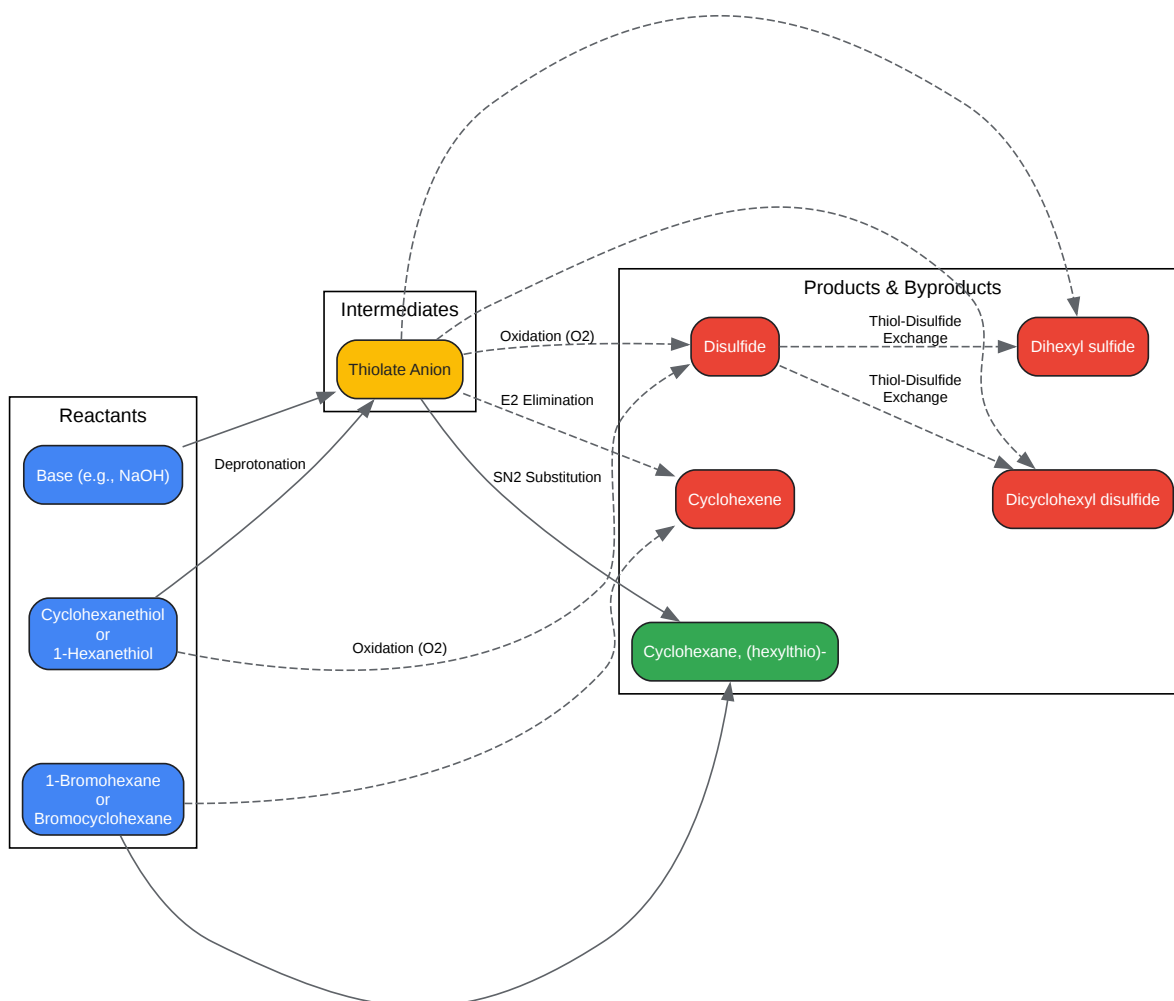 Reactants
Base (e.g., NaOH)
Cyclohexanethiol
or
1-Hexanethiol
1-Bromohexane
or
Bromocyclohexane
Deprotonation
Oxidation (O2)
Intermediates
Thiolate Anion
Oxidation (O2)
E2 Elimination
SN2 Substitution
Products & Byproducts
Disulfide
Cyclohexene
Cyclohexane, (hexylthio)-
Thiol-Disulfide
Exchange
Thiol-Disulfide
Exchange
Dihexyl sulfide
Dicyclohexyl disulfide